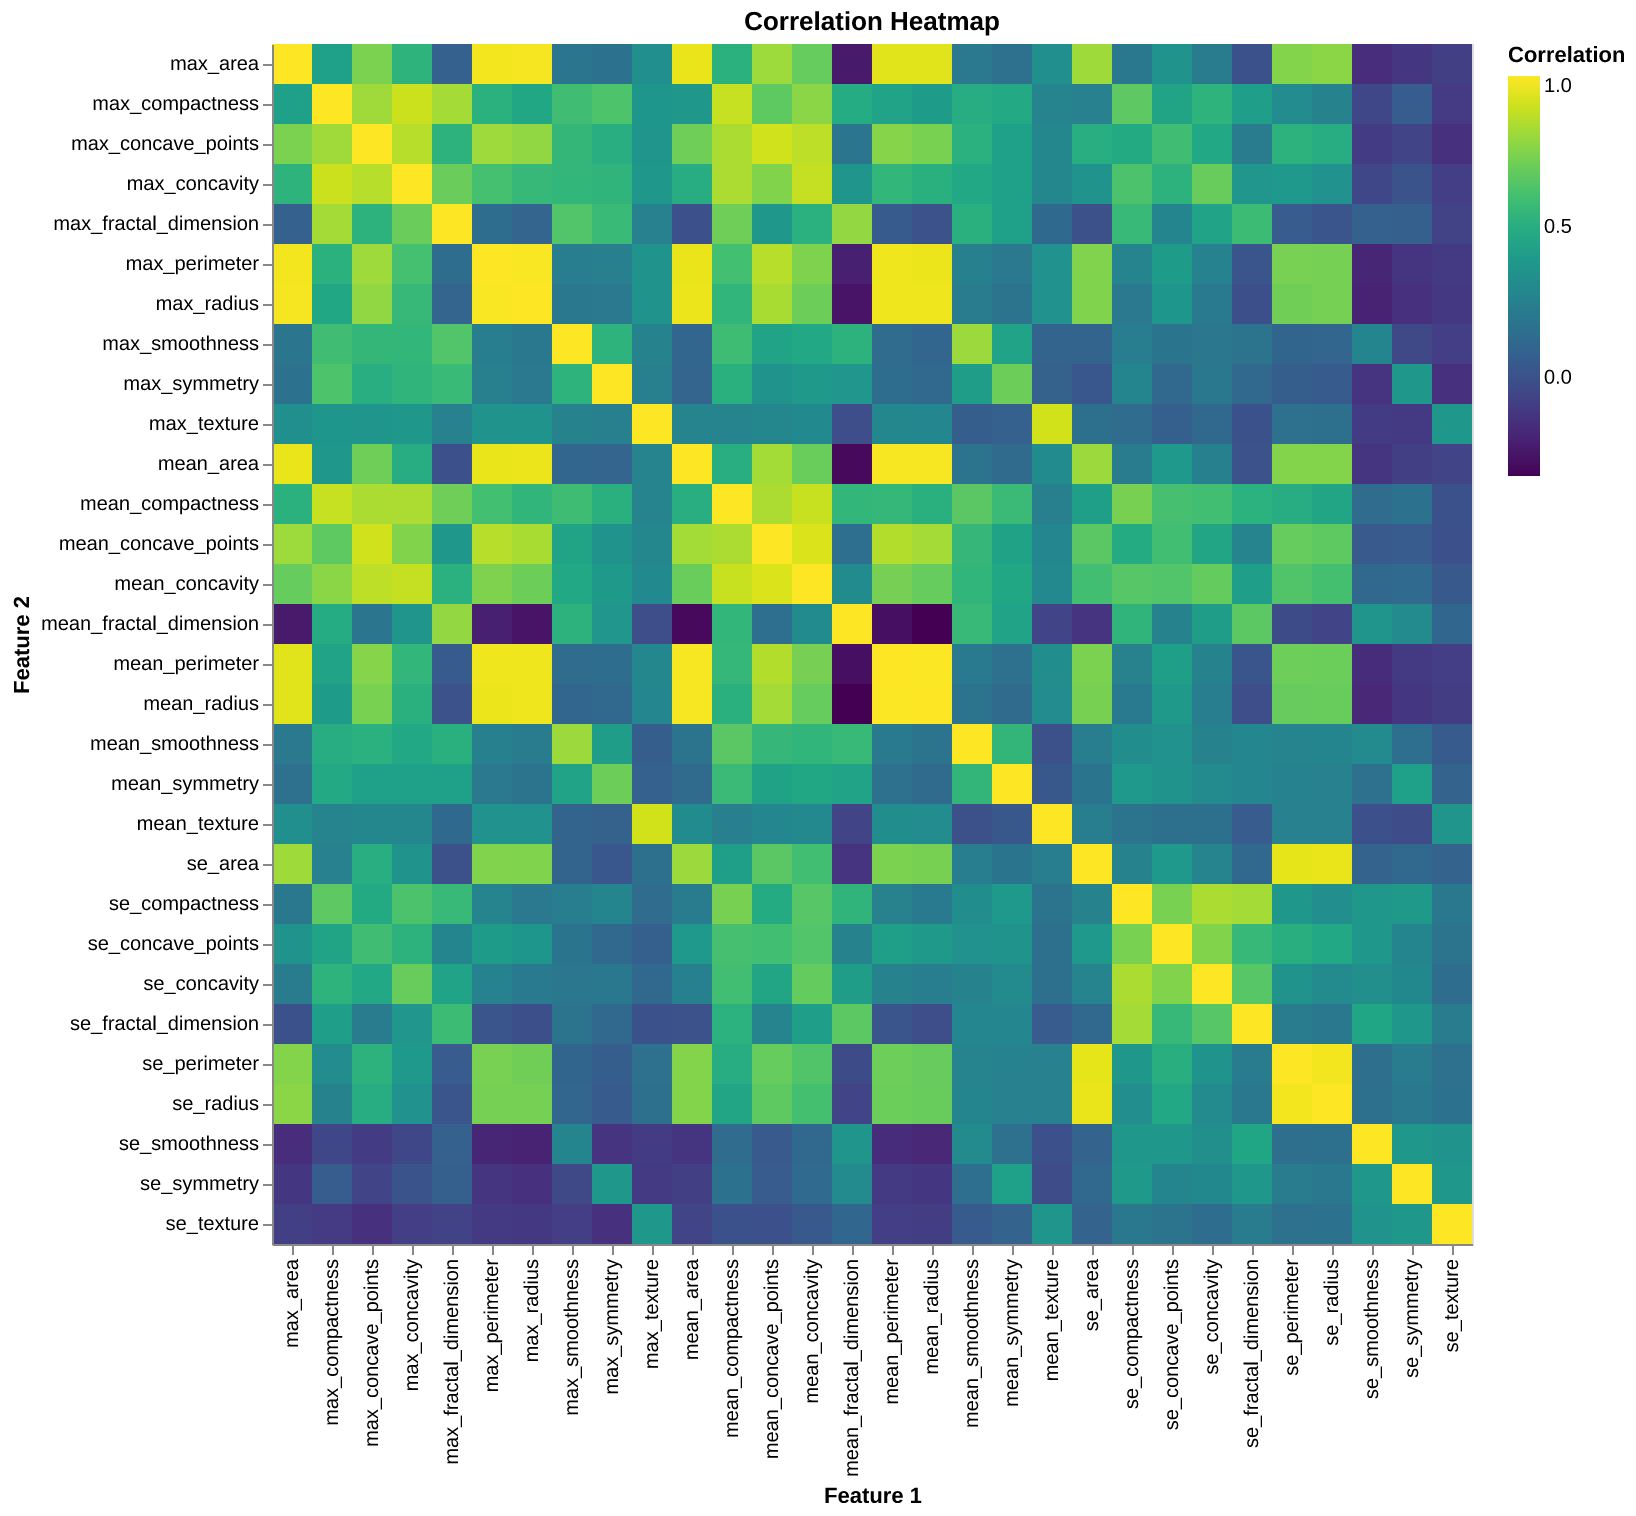 Correlation Heatmap
Correlation
1.0
0.5
0.0
Feature 2
max_area
max_compactness
max_concave_points
max_concavity
max_fractal_dimension
max_perimeter
max_radius
max_smoothness
max_symmetry
max_texture
mean_area
mean_compactness
mean_concave_points
mean_concavity
mean_fractal_dimension
mean_perimeter
mean_radius
mean_smoothness
mean_symmetry
mean_texture
se_area
se_compactness
se_concave_points
se_concavity
se_fractal_dimension
se_perimeter
se_radius
se_smoothness
se_symmetry
se_texture
max_area
max_compactness
max_concave_points
max_concavity
max_fractal_dimension
max_perimeter
max_radius
max_smoothness
max_symmetry
max_texture
mean_area
mean_compactness
mean_concave_points
mean_concavity
mean_fractal_dimension
mean_perimeter
mean_radius
mean_smoothness
mean_symmetry
mean_texture
se_area
se_compactness
se_concave_points
se_concavity
se_fractal_dimension
se_perimeter
se_radius
se_smoothness
se_symmetry
se_texture
Feature 1